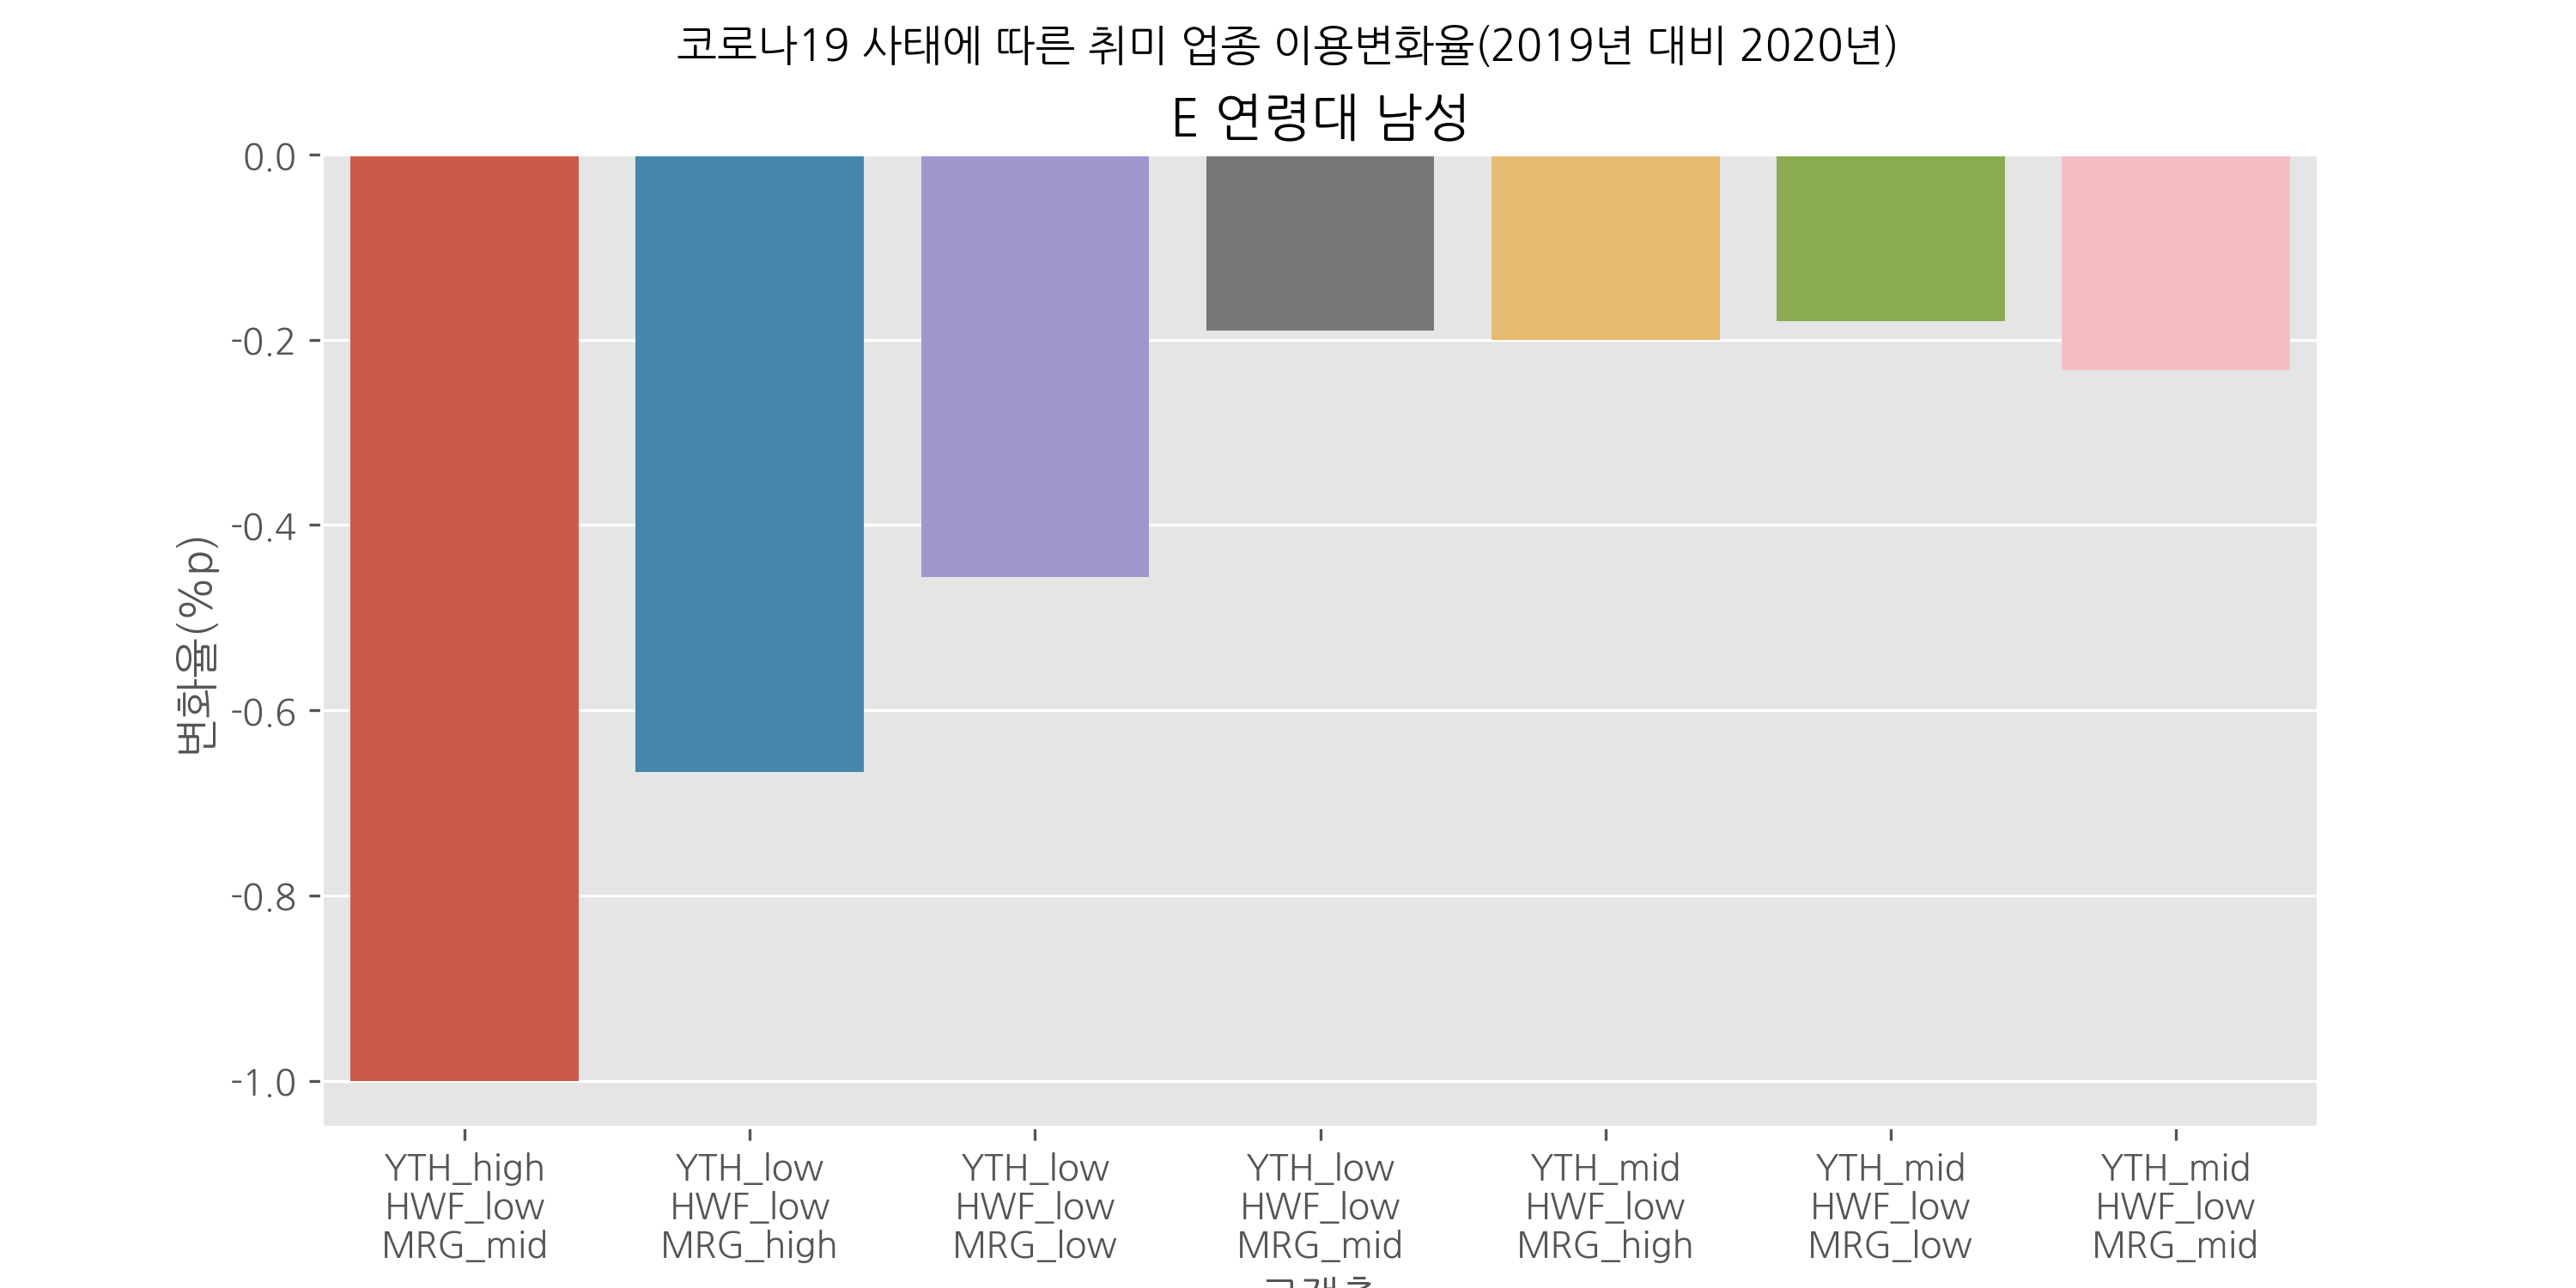 코로나19 사태에 따른 취미 업종 이용변화율(2019년 대비 2020년)
E 연령대 남성
변화율(%p)
0.0
-0.2
-0.4
-0.6
-0.8
-1.0
YTH_high
HWF_low
MRG_mid
YTH_low
HWF_low
MRG_high
YTH_low
HWF_low
MRG_low
YTH_low
HWF_low
MRG_mid
YTH_mid
HWF_low
MRG_high
YTH_mid
HWF_low
MRG_low
YTH_mid
HWF_low
MRG_mid